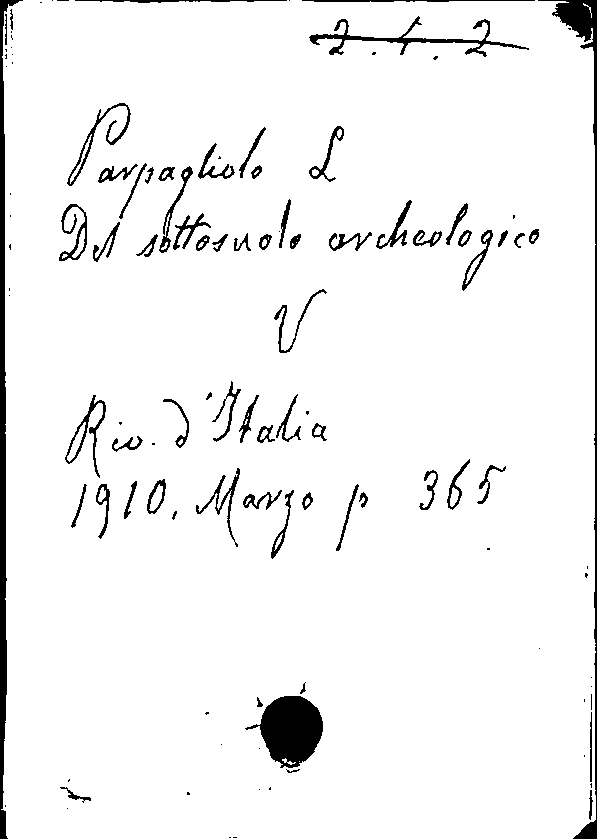 2.1.2
Parpagliolo L
Del sottosuolo archeologico
V
Riv. d'Italia
1910. Marzo p 365